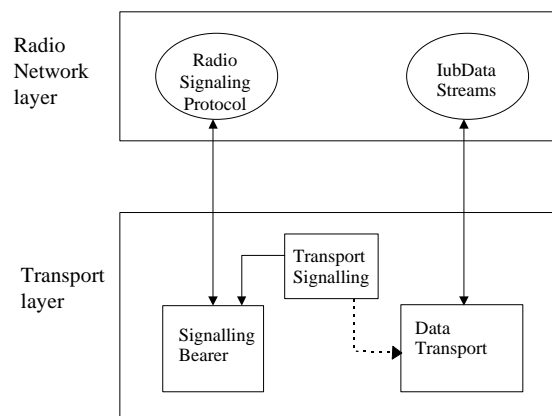 Radio
Network
layer
Radio
Signaling
Protocol
IubData
Streams
Transport
layer
Transport
Signalling
Signalling
Bearer
Data
Transport